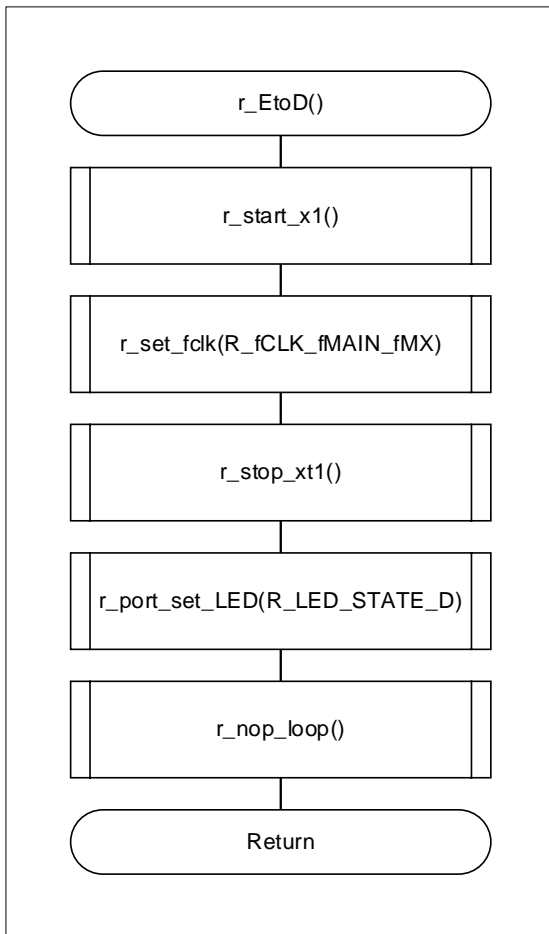 r_EtoD()
r_start_x1()
r_set_fclk(R_fCLK_fMAIN_fMX)
r_stop_xt1()
r_port_set_LED(R_LED_STATE_D)
r_nop_loop()
Return